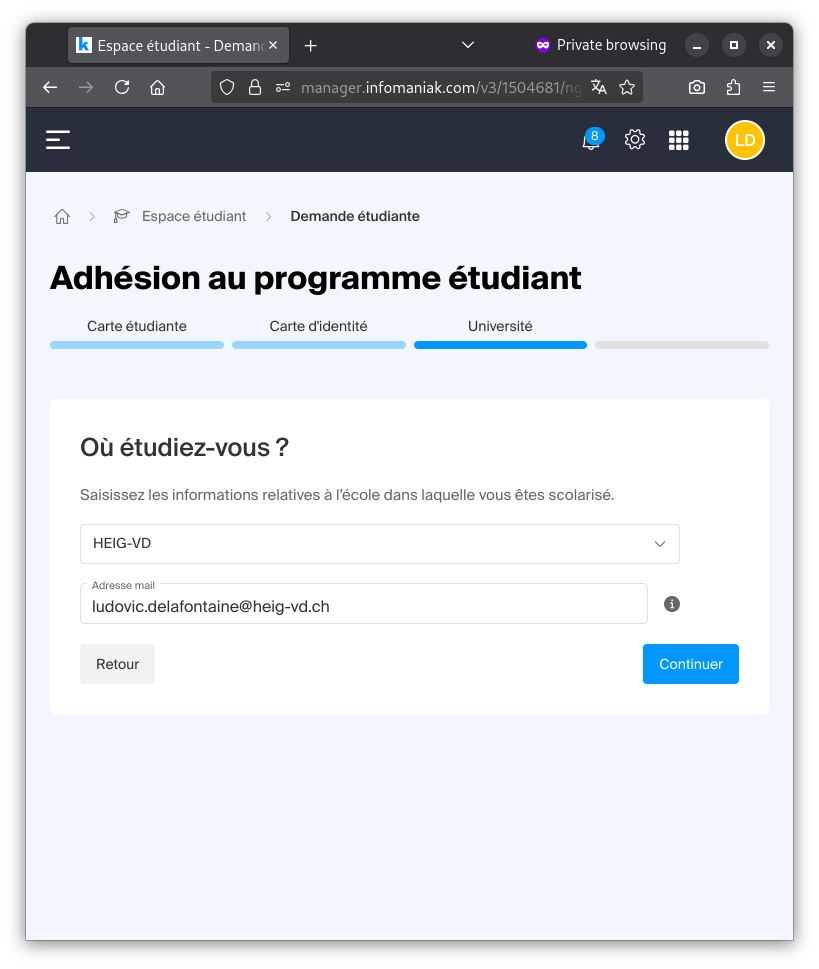 Espace étudiant - Demand
Private browsing
manager.infomaniak.com/v3/1504681/ng
8
LD
Espace étudiant
Demande étudiante
Adhésion au programme étudiant
Carte étudiante
Carte d'identité
Université
Où étudiez-vous ?
Saisissez les informations relatives à l'école dans laquelle vous êtes scolarisé.
HEIG-VD
Adresse mail
ludovic.delafontaine@heig-vd.ch
Retour
Continuer